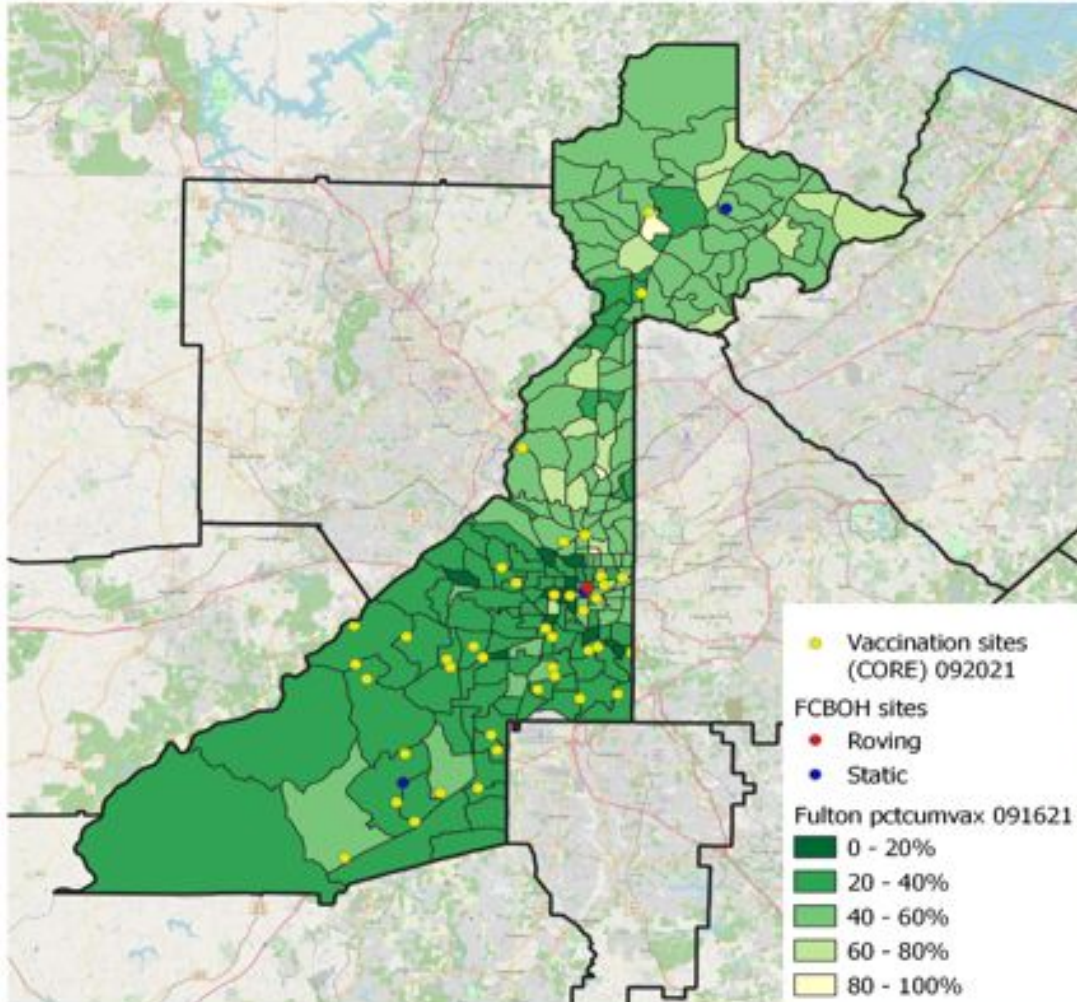 Vaccination sites
(CORE) 092021
FCBOH sites
Roving
Static
Fulton pctcumvax 091621
0 - 20%
20 - 40%
40 - 60%
60 - 80%
80 - 100%